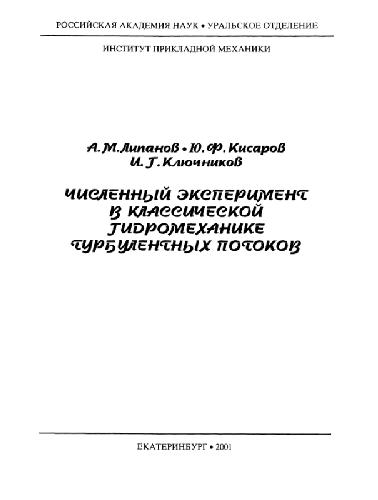 РОССИЙСКАЯ АКАДЕМИЯ НАУК • УРАЛЬСКОЕ ОТДЕЛЕНИЕ
ИНСТИТУТ ПРИКЛАДНОЙ МЕХАНИКИ
А.М.Липанов • Ю.Ф.Кисаров
И.Г.Ключников
ЧИСЛЕННЫЙ ЭКСПЕРИМЕНТ
В КЛАССИЧЕСКОЙ
ГИДРОМЕХАНИКЕ
ТУРБУЛЕНТНЫХ ПОТОКОВ
ЕКАТЕРИНБУРГ • 2001